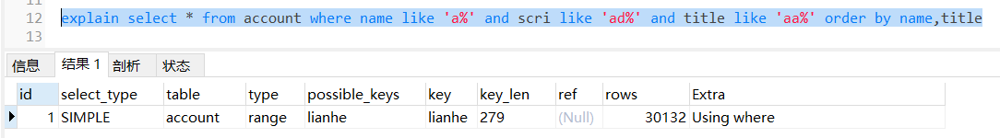 12 explain select * from account where name like 'a%' and scri like 'ad%' and title like 'aa%' order by name,title
13
信息 结果 1 剖析 状态
id select_type table type possible_keys key key_len ref rows Extra
1 SIMPLE account range lianhe lianhe 279 (Null) 30132 Using where